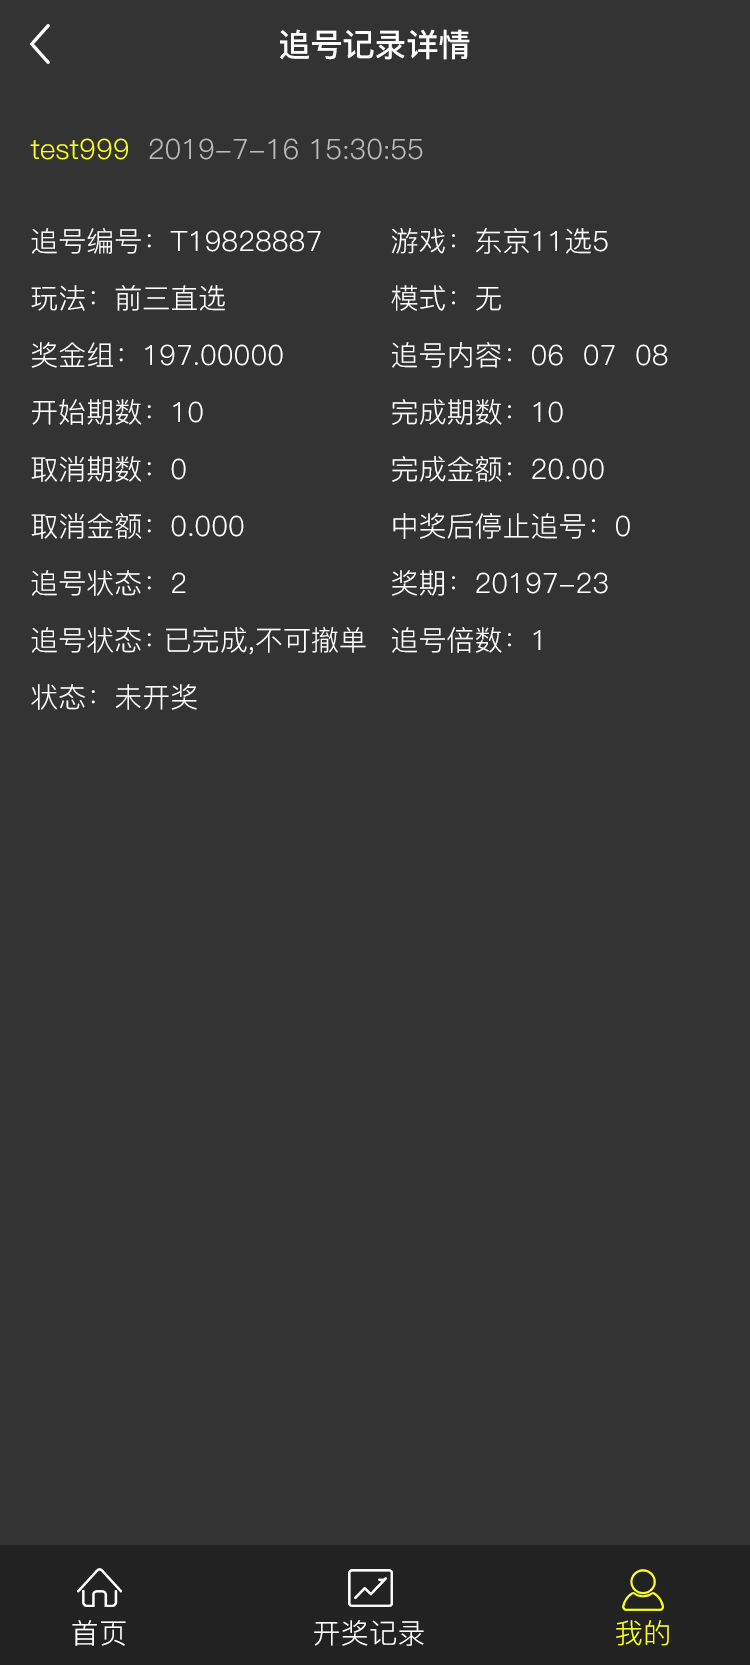 追号记录详情
test999 2019-7-16 15:30:55
追号编号：T19828887 游戏：东京11选5
玩法：前三直选 模式：无
奖金组：197.00000 追号内容：06 07 08
开始期数：10 完成期数：10
取消期数：0 完成金额：20.00
取消金额：0.000 中奖后停止追号：0
追号状态：2 奖期：20197-23
追号状态：已完成,不可撤单 追号倍数：1
状态：未开奖
首页 开奖记录 我的